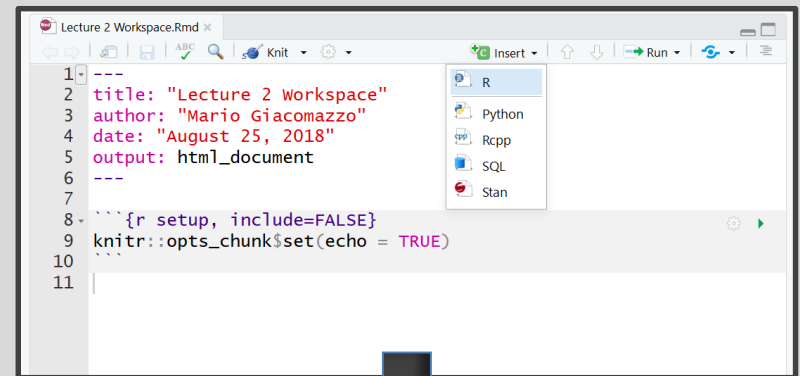 Lecture 2 Workspace.Rmd
ABC Knit Insert Run
R
Python
Rcpp
SQL
Stan
1 ---
2 title: "Lecture 2 Workspace"
3 author: "Mario Giacomazzo"
4 date: "August 25, 2018"
5 output: html_document
6 ---
7
8 ```{r setup, include=FALSE}
9 knitr::opts_chunk$set(echo = TRUE)
10 ```
11